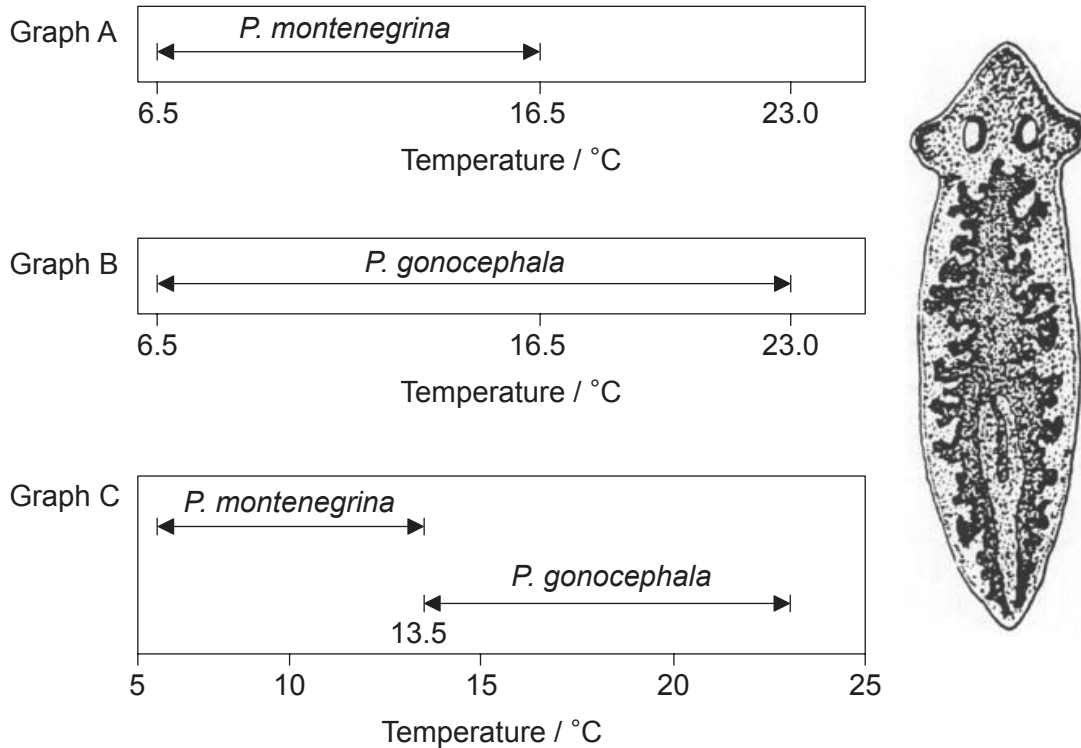 Graph A
P. montenegrina
6.5 16.5 23.0
Temperature / °C
Graph B
P. gonocephala
6.5 16.5 23.0
Temperature / °C
Graph C
P. montenegrina
P. gonocephala
13.5
5 10 15 20 25
Temperature / °C